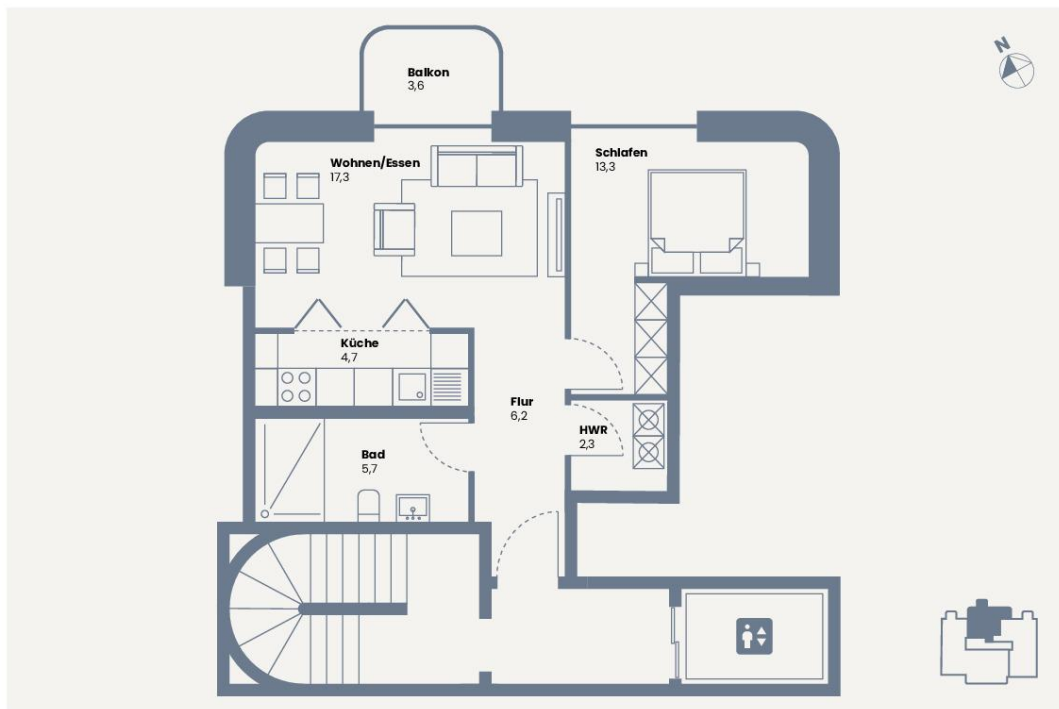 N
Balkon
3,6
Wohnen/Essen
17,3
Schlafen
13,3
Küche
4,7
Flur
6,2
HWR
2,3
Bad
5,7